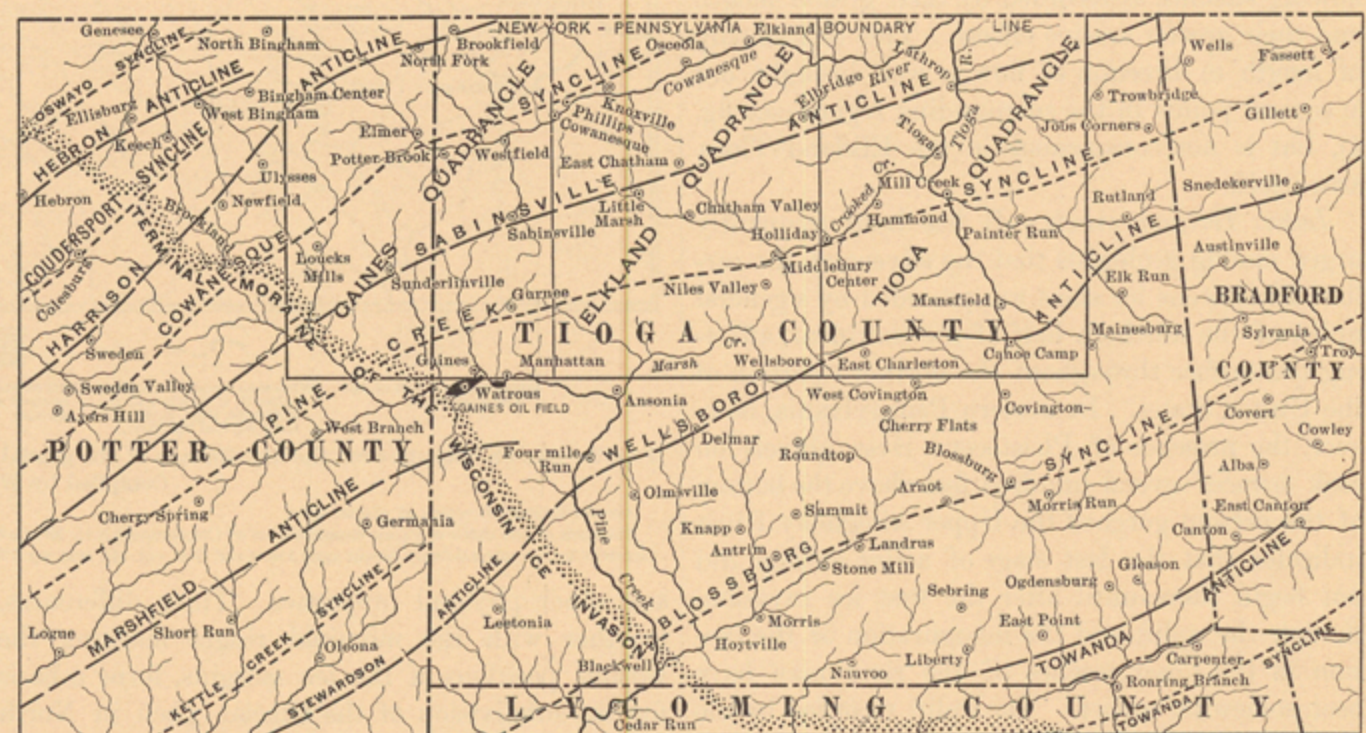 NEW YORK - PENNSYLVANIA BOUNDARY LINE
Genesee
North Bingham
Brookfield
North Fork
Osceola
Elkland
Wells
Fassett
OSWAYO SYNCLINE
HEBRON ANTICLINE
ANTICLINE
SYNCLINE
Cowanesque
Lathrop
R.
Elbridge River
ANTICLINE
Ellisburg
Bingham Center
West Bingham
Knoxville
Phillips
Cowanesque
Trowbridge
Gillett
Keech
Elmer
Potter Brook
Westfield
East Chatham
Tioga
Tioga
Jobs Corners
QUADRANGLE
QUADRANGLE
QUADRANGLE
Ulysses
Hebron
Newfield
Brookland
COUDERSPORT SYNCLINE
SABINSVILLE
Sabinsville
Little
Marsh
Chatham Valley
Crooked Cr.
Mill Creek
SYNCLINE
Snedekerville
Rutland
Hammond
Holliday
Painter Run
Austinville
Colesburg
Loucks
Mills
GAINES
Sunderlinville
Gurnee
ELKLAND
Niles Valley
Middlebury
Center
TIOGA
Mansfield
ANTICLINE
Elk Run
BRADFORD
COUNTY
HARRISON
COWANESQUE
TERMINAL MORAINE OF THE WISCONSIN ICE INVASION
PINE CREEK
TIOGA COUNTY
Mainesburg
Sylvania
Troy
Sweden
Gaines
Manhattan
Marsh Cr.
Wellsboro
East Charleston
Canoe Camp
Sweden Valley
Ayers Hill
Watrous
GAINES OIL FIELD
Ansonia
West Covington
Covington
Covert
West Branch
POTTER COUNTY
WELLSBORO
Delmar
Cherry Flats
Cowley
Four mile
Run
Roundtop
Blossburg
SYNCLINE
Alba
Olmsville
Arnot
Cherry Spring
ANTICLINE
Germania
Pine Creek
Knapp
Summit
Morris Run
East Canton
Canton
Antrim
Landrus
BLOSSBURG
Stone Mill
Gleason
Ogdensburg
ANTICLINE
MARSHFIELD
SYNCLINE
ANTICLINE
Leetonia
Sebring
Logue
Short Run
Morris
East Point
Oleona
Hoytville
TOWANDA
KETTLE CREEK
STEWARDSON
Blackwell
Nauvoo
Liberty
Carpenter
SYNCLINE
Roaring Branch
TOWANDA
LYCOMING COUNTY
Cedar Run